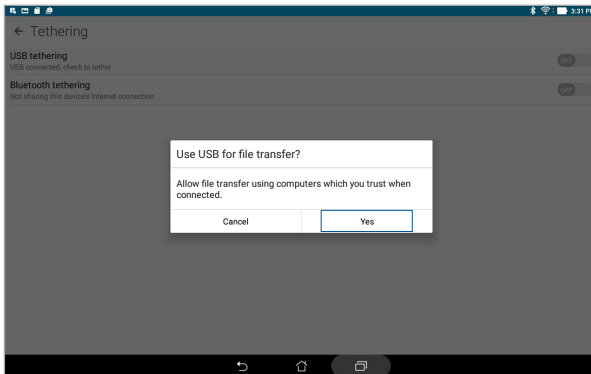 3:31 PM
Tethering
USB tethering
USB connected, check to tether
OFF
Bluetooth tethering
Not sharing this device's Internet connection
OFF
Use USB for file transfer?
Allow file transfer using computers which you trust when
connected.
Cancel
Yes